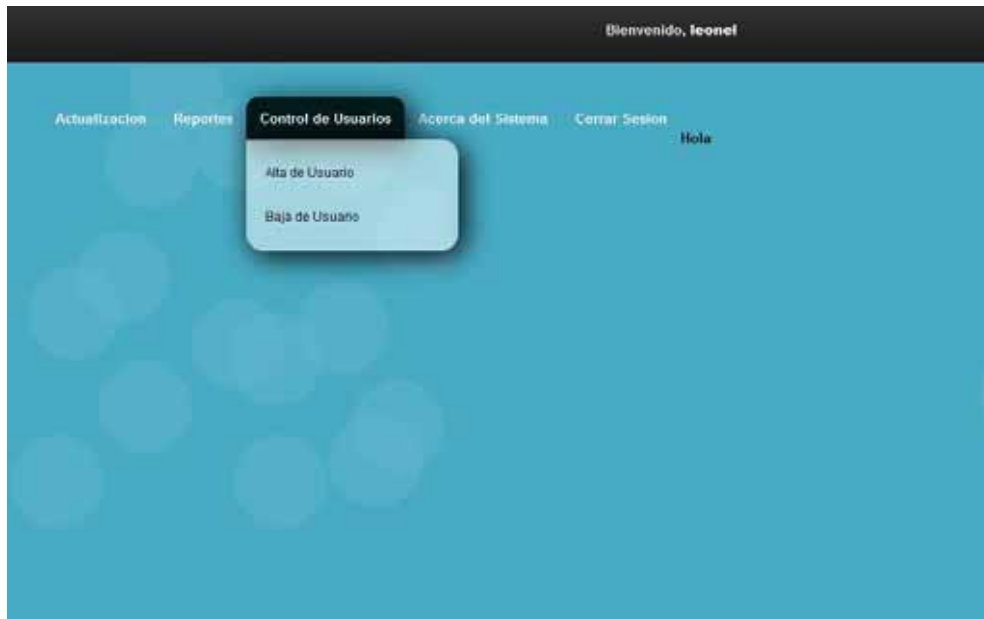 Bienvenido, leonel
Actualizacion Reportes Control de Usuarios Acerca del Sistema Cerrar Sesion
Hola
Alta de Usuario
Baja de Usuario